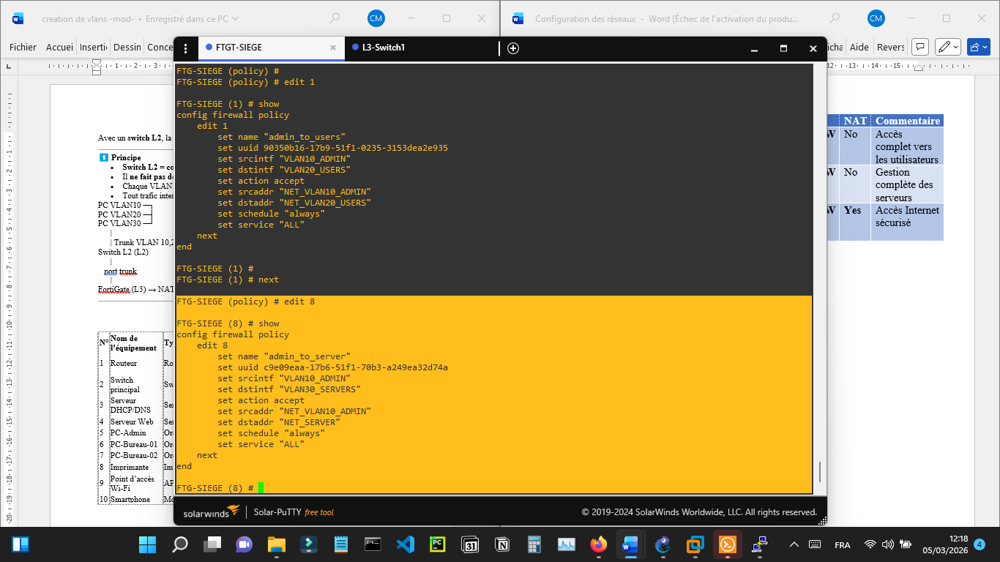 creation de vlans -mod- • Enregistré dans ce PC
CM
Configuration des réseaux - Word (Échec de l'activation du produ...
CM
Fichier Accueil Insertic Dessin Conce
Aide Revers
FTGT-SIEGE
L3-Switch1
FTG-SIEGE (policy) #
FTG-SIEGE (policy) # edit 1
FTG-SIEGE (1) # show
config firewall policy
edit 1
set name "admin_to_users"
set uuid 90350b16-17b9-51f1-0235-3153dea2e935
set srcintf "VLAN10_ADMIN"
set dstintf "VLAN20_USERS"
set action accept
set srcaddr "NET_VLAN10_ADMIN"
set dstaddr "NET_VLAN20_USERS"
set schedule "always"
set service "ALL"
next
end
FTG-SIEGE (1) #
FTG-SIEGE (1) # next
FTG-SIEGE (policy) # edit 8
FTG-SIEGE (8) # show
config firewall policy
edit 8
set name "admin_to_server"
set uuid c9e09eaa-17b6-51f1-70b3-a249ea32d74a
set srcintf "VLAN10_ADMIN"
set dstintf "VLAN30_SERVERS"
set action accept
set srcaddr "NET_VLAN10_ADMIN"
set dstaddr "NET_SERVER"
set schedule "always"
set service "ALL"
next
end
FTG-SIEGE (8) #
solarwinds Solar-PuTTY free tool
© 2019-2024 SolarWinds Worldwide, LLC. All rights reserved.
Avec un switch L2, la
1 Principe
• Switch L2 = co
• Il ne fait pas de
• Chaque VLAN
• Tout trafic inter
PC VLAN10
PC VLAN20
PC VLAN30
| Trunk VLAN 10,2
Switch L2 (L2)
port trunk
FortiGate (L3) → NAT
N° Nom de l'équipement Ty
1 Routeur Ro
2 Switch principal Sw
3 Serveur DHCP/DNS Ser
4 Serveur Web Ser
5 PC-Admin Ord
6 PC-Bureau-01 Ord
7 PC-Bureau-02 Ord
8 Imprimante Im
9 Point d'accès Wi-Fi AP
10 Smartphone Mo
NAT Commentaire
W No Accès complet vers les utilisateurs
W No Gestion complète des serveurs
W Yes Accès Internet sécurisé
FRA
12:18
05/03/2026
4